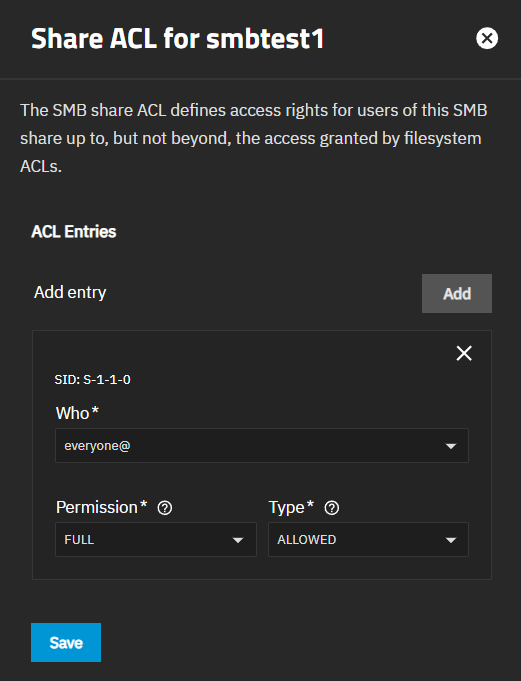 Share ACL for smbtest1
The SMB share ACL defines access rights for users of this SMB
share up to, but not beyond, the access granted by filesystem
ACLs.
ACL Entries
Add entry
Add
SID: S-1-1-0
Who*
everyone@
Permission* ?
Type* ?
FULL
ALLOWED
Save